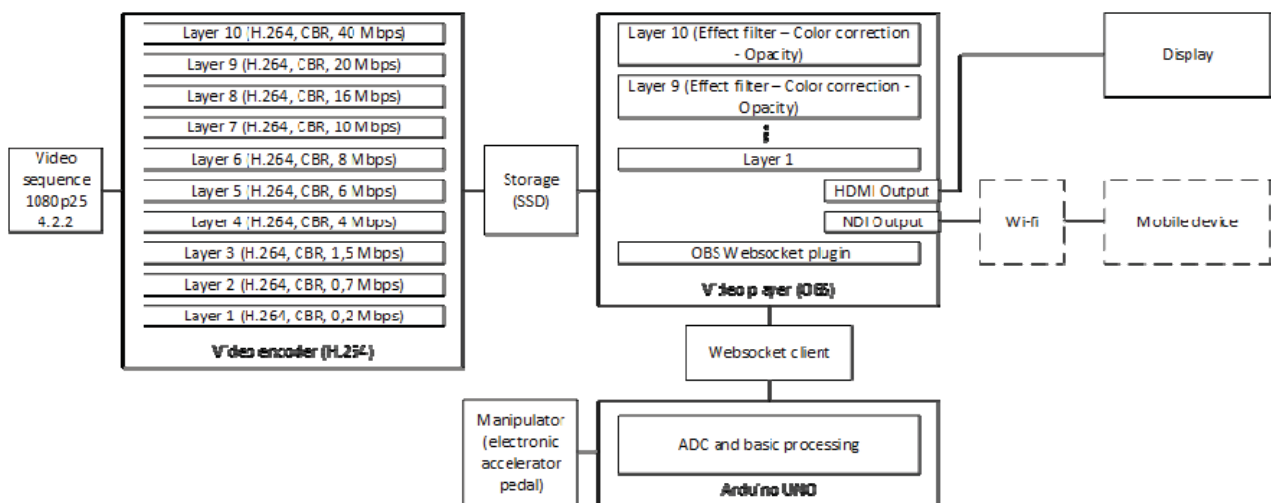 Video
sequence
1080p25
4.2.2
Layer 10 (H.264, CBR, 40 Mbps)
Layer 9 (H.264, CBR, 20 Mbps)
Layer 8 (H.264, CBR, 16 Mbps)
Layer 7 (H.264, CBR, 10 Mbps)
Layer 6 (H.264, CBR, 8 Mbps)
Layer 5 (H.264, CBR, 6 Mbps)
Layer 4 (H.264, CBR, 4 Mbps)
Layer 3 (H.264, CBR, 1,5 Mbps)
Layer 2 (H.264, CBR, 0,7 Mbps)
Layer 1 (H.264, CBR, 0,2 Mbps)
Video encoder (H.264)
Storage
(SSD)
Layer 10 (Effect filter – Color correction
- Opacity)
Layer 9 (Effect filter – Color correction -
Opacity)
Layer 1
HDMI Output
NDI Output
OBS Websocket plugin
Video player (OBS)
Display
Wi-fi
Mobile device
Websocket client
Manipulator
(electronic
accelerator
pedal)
ADC and basic processing
Arduino UNO